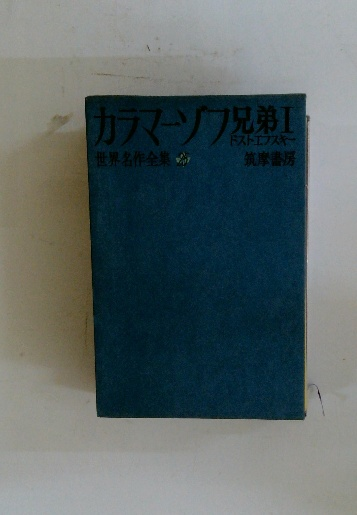 カラマーゾフ兄弟I
ドストエフスキー
世界名作全集
筑摩書房